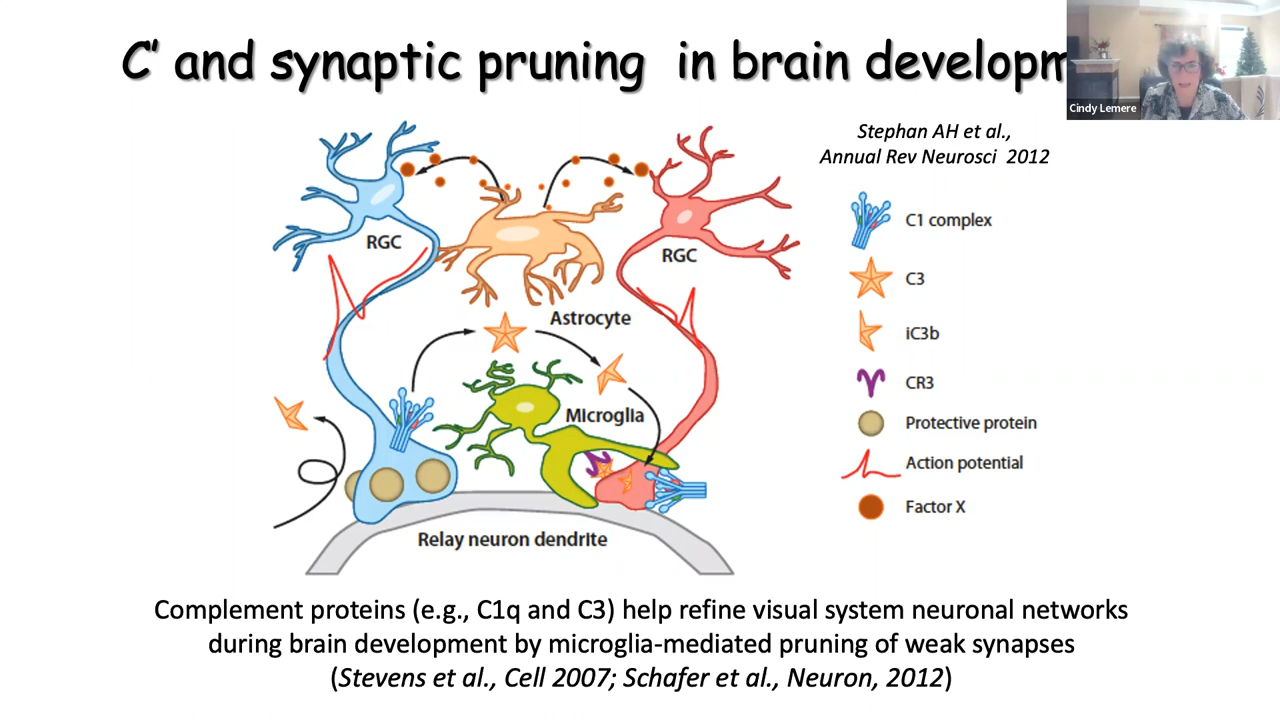 C' and synaptic pruning in brain developm
Cindy Lemere
Stephan AH et al.,
Annual Rev Neurosci 2012
RGC
RGC
Astrocyte
Microglia
Relay neuron dendrite
C1 complex
C3
iC3b
CR3
Protective protein
Action potential
Factor X
Complement proteins (e.g., C1q and C3) help refine visual system neuronal networks
during brain development by microglia-mediated pruning of weak synapses
(Stevens et al., Cell 2007; Schafer et al., Neuron, 2012)